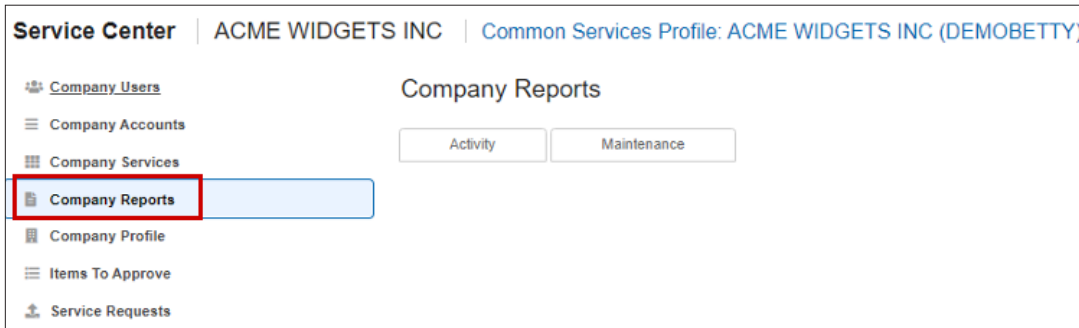 Service Center | ACME WIDGETS INC | Common Services Profile: ACME WIDGETS INC (DEMOBETTY)
Company Users
Company Accounts
Company Services
Company Reports
Company Profile
Items To Approve
Service Requests
Company Reports
Activity
Maintenance